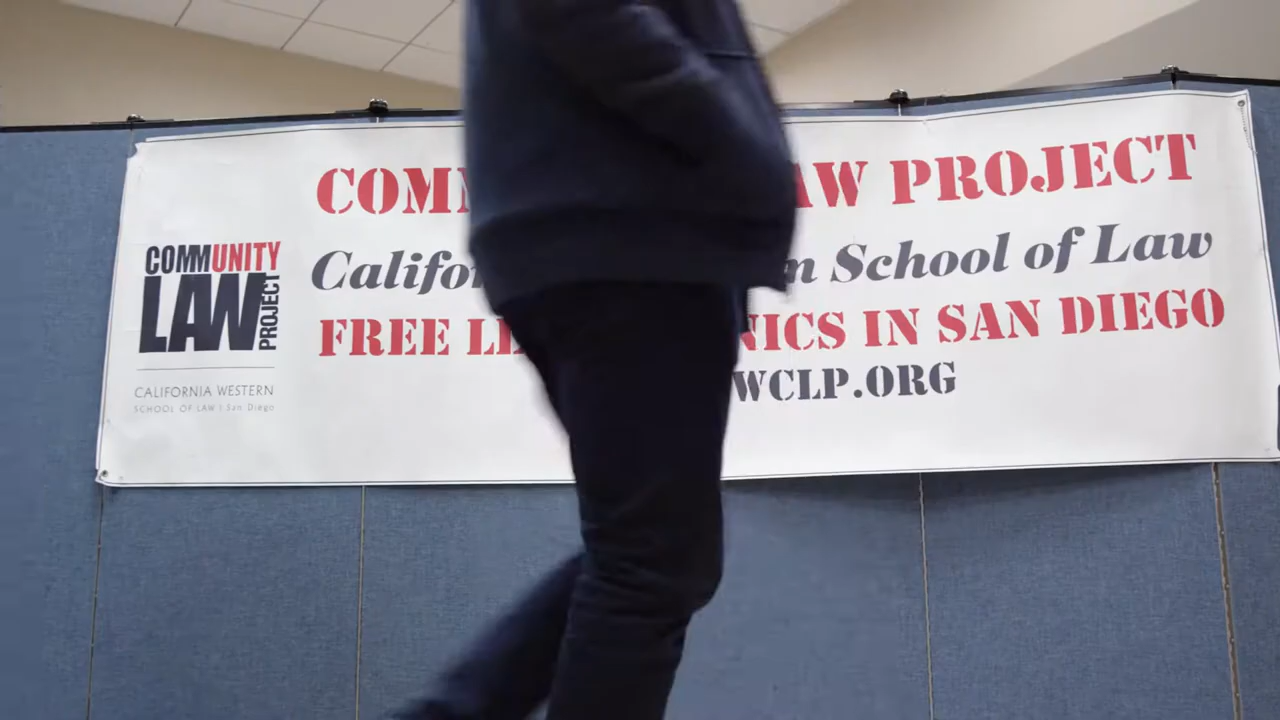 COMMUNITY
LAW
PROJECT
CALIFORNIA WESTERN
SCHOOL OF LAW | San Diego
COM AW PROJECT
Califo n School of Law
FREE LE NICS IN SAN DIEGO
WCLP.ORG